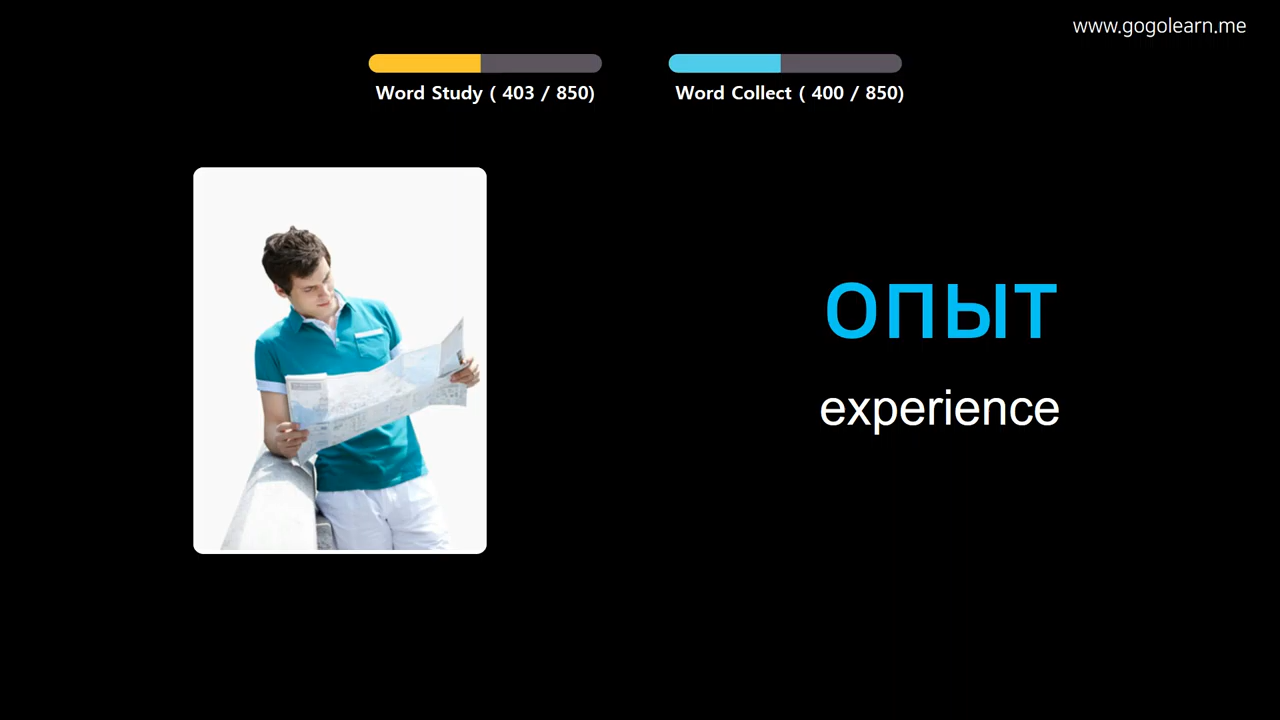 www.gogolearn.me
Word Study ( 403 / 850)
Word Collect ( 400 / 850)
опыт
experience